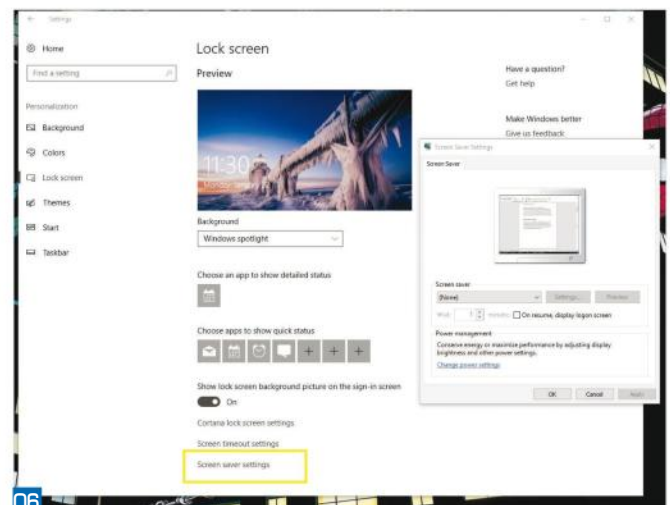 Settings
Home
Find a setting
Personalization
Background
Colors
Lock screen
Themes
Start
Taskbar
Lock screen
Preview
11:30
Monday, January
Background
Windows spotlight
Choose an app to show detailed status
Choose apps to show quick status
Show lock screen background picture on the sign-in screen
On
Cortana lock screen settings
Screen timeout settings
Screen saver settings
Have a question?
Get help
Make Windows better
Give us feedback
Screen Saver Settings
Screen Saver
Screen saver
(None) Settings... Preview
Wait: 1 minutes On resume, display logon screen
Power management
Conserve energy or maximize performance by adjusting display
brightness and other power settings.
Change power settings
OK Cancel Apply
06